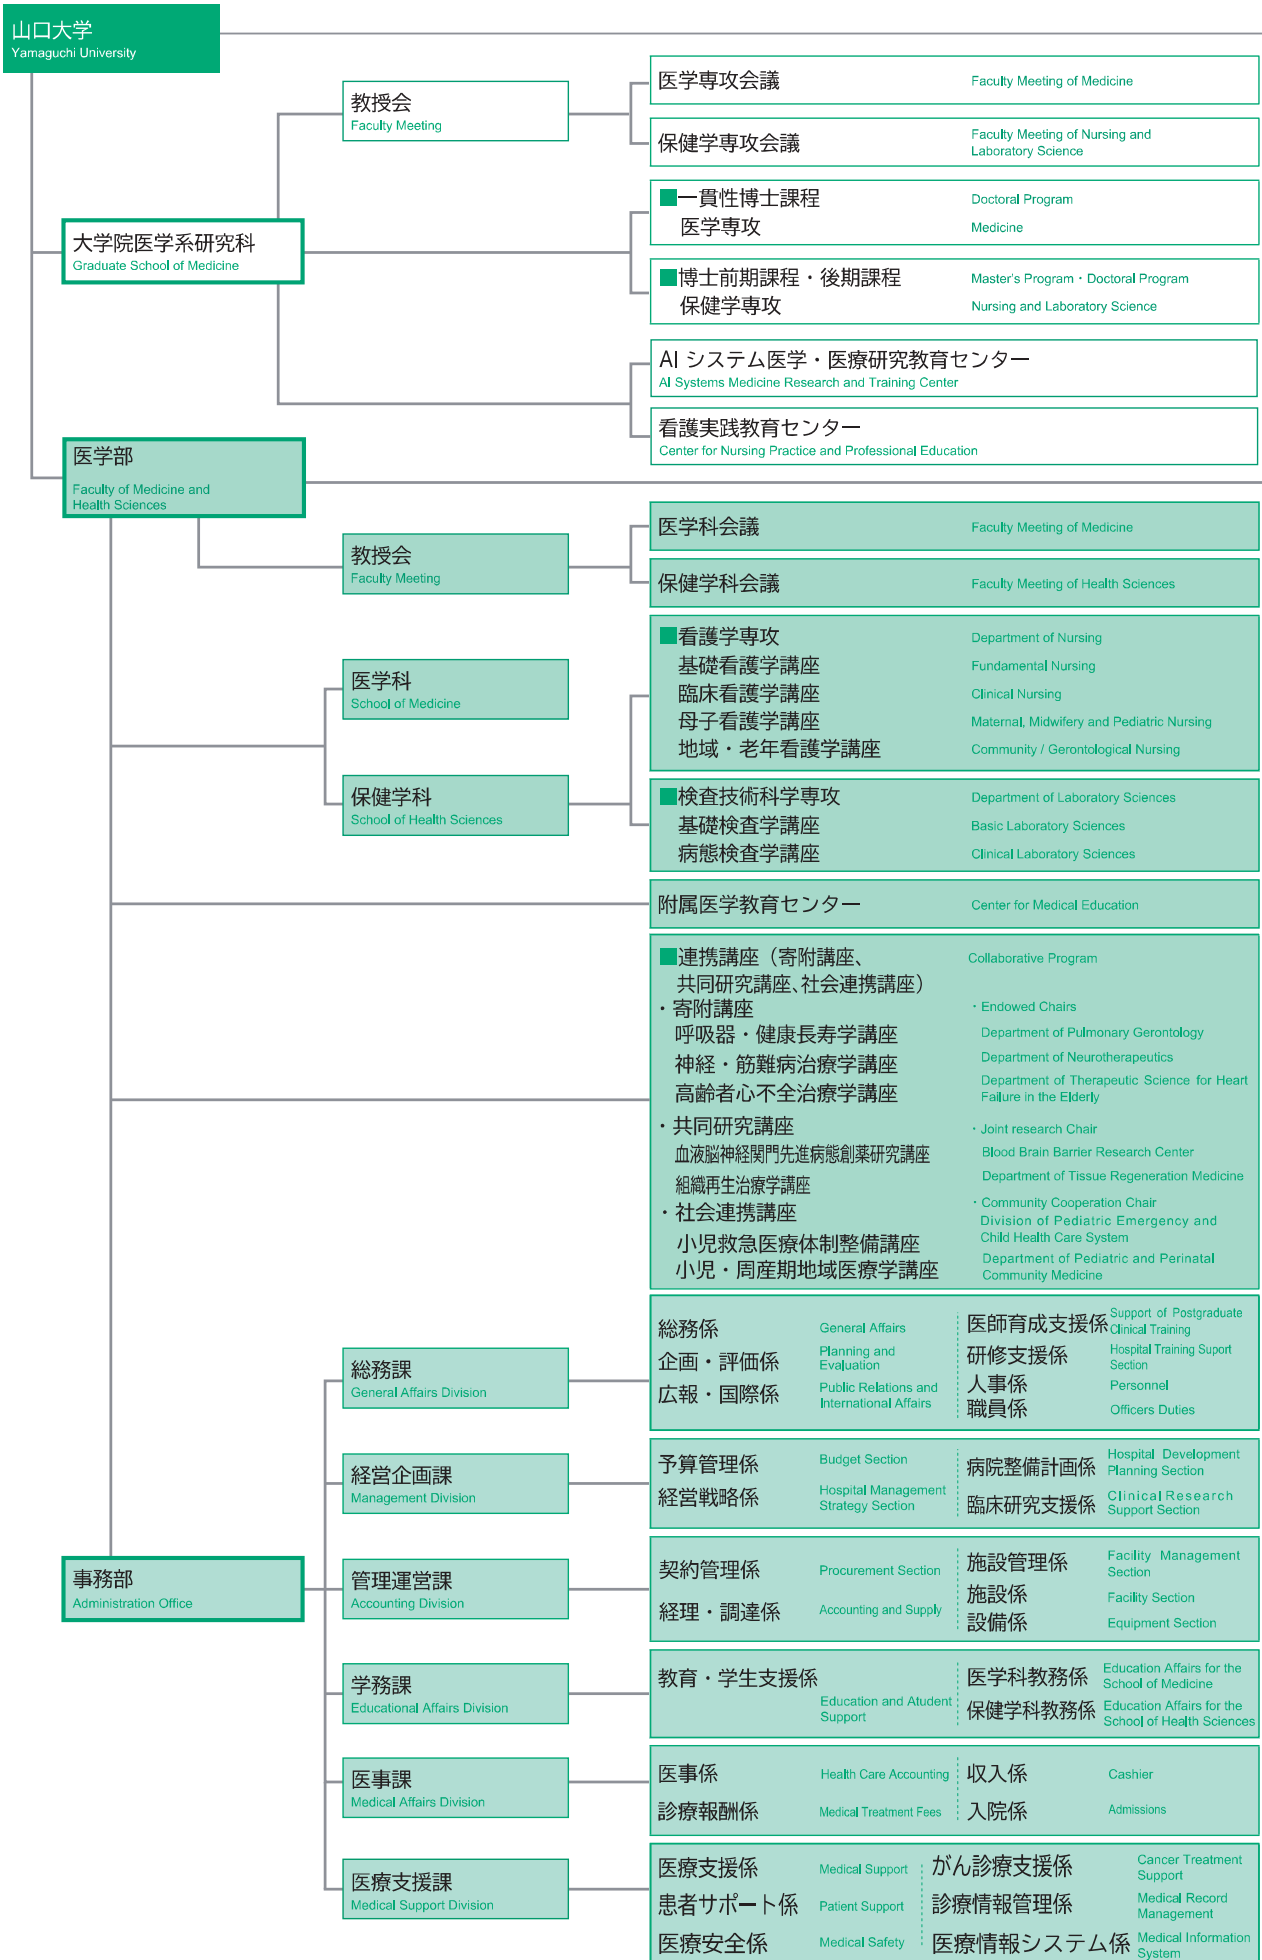 山口大学
Yamaguchi University
教授会
Faculty Meeting
医学専攻会議
Faculty Meeting of Medicine
保健学専攻会議
Faculty Meeting of Nursing and
Laboratory Science
大学院医学系研究科
Graduate School of Medicine
■一貫性博士課程
Doctoral Program
医学専攻
Medicine
■博士前期課程・後期課程
Master's Program・Doctoral Program
保健学専攻
Nursing and Laboratory Science
AI システム医学・医療研究教育センター
AI Systems Medicine Research and Training Center
看護実践教育センター
Center for Nursing Practice and Professional Education
医学部
Faculty of Medicine and
Health Sciences
教授会
Faculty Meeting
医学科会議
Faculty Meeting of Medicine
保健学科会議
Faculty Meeting of Health Sciences
医学科
School of Medicine
保健学科
School of Health Sciences
■看護学専攻
Department of Nursing
基礎看護学講座
Fundamental Nursing
臨床看護学講座
Clinical Nursing
母子看護学講座
Maternal, Midwifery and Pediatric Nursing
地域・老年看護学講座
Community / Gerontological Nursing
■検査技術科学専攻
Department of Laboratory Sciences
基礎検査学講座
Basic Laboratory Sciences
病態検査学講座
Clinical Laboratory Sciences
附属医学教育センター
Center for Medical Education
■連携講座（寄附講座、
共同研究講座、社会連携講座）
Collaborative Program
・寄附講座
・Endowed Chairs
呼吸器・健康長寿学講座
Department of Pulmonary Gerontology
神経・筋難病治療学講座
Department of Neurotherapeutics
高齢者心不全治療学講座
Department of Therapeutic Science for Heart
Failure in the Elderly
・共同研究講座
・Joint research Chair
血液脳神経関門先進病態創薬研究講座
Blood Brain Barrier Research Center
組織再生治療学講座
Department of Tissue Regeneration Medicine
・社会連携講座
・Community Cooperation Chair
小児救急医療体制整備講座
Division of Pediatric Emergency and
Child Health Care System
小児・周産期地域医療学講座
Department of Pediatric and Perinatal
Community Medicine
事務部
Administration Office
総務課
General Affairs Division
総務係
General Affairs
企画・評価係
Planning and
Evaluation
広報・国際係
Public Relations and
International Affairs
医師育成支援係
Support of Postgraduate
Clinical Training
研修支援係
Hospital Training Suport
Section
人事係
Personnel
職員係
Officers Duties
経営企画課
Management Division
予算管理係
Budget Section
経営戦略係
Hospital Management
Strategy Section
病院整備計画係
Hospital Development
Planning Section
臨床研究支援係
Clinical Research
Support Section
管理運営課
Accounting Division
契約管理係
Procurement Section
経理・調達係
Accounting and Supply
施設管理係
Facility Management
Section
施設係
Facility Section
設備係
Equipment Section
学務課
Educational Affairs Division
教育・学生支援係
Education and Atudent
Support
医学科教務係
Education Affairs for the
School of Medicine
保健学科教務係
Education Affairs for the
School of Health Sciences
医事課
Medical Affairs Division
医事係
Health Care Accounting
診療報酬係
Medical Treatment Fees
収入係
Cashier
入院係
Admissions
医療支援課
Medical Support Division
医療支援係
Medical Support
患者サポート係
Patient Support
医療安全係
Medical Safety
がん診療支援係
Cancer Treatment
Support
診療情報管理係
Medical Record
Management
医療情報システム係
Medical Information
System